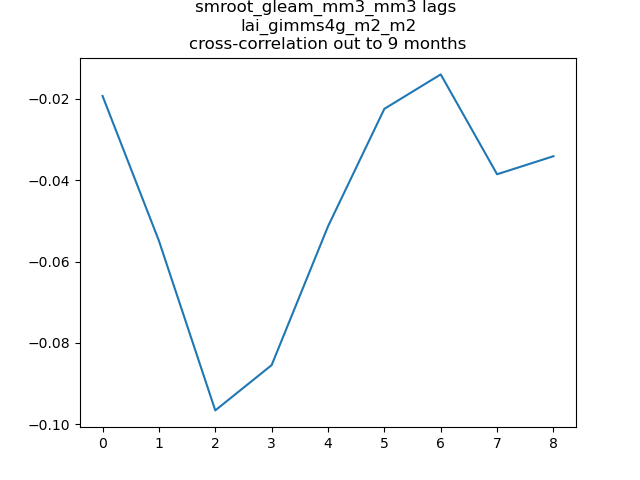 smroot_gleam_mm3_mm3 lags
lai_gimms4g_m2_m2
cross-correlation out to 9 months
−0.02
−0.04
−0.06
−0.08
−0.10
0 1 2 3 4 5 6 7 8